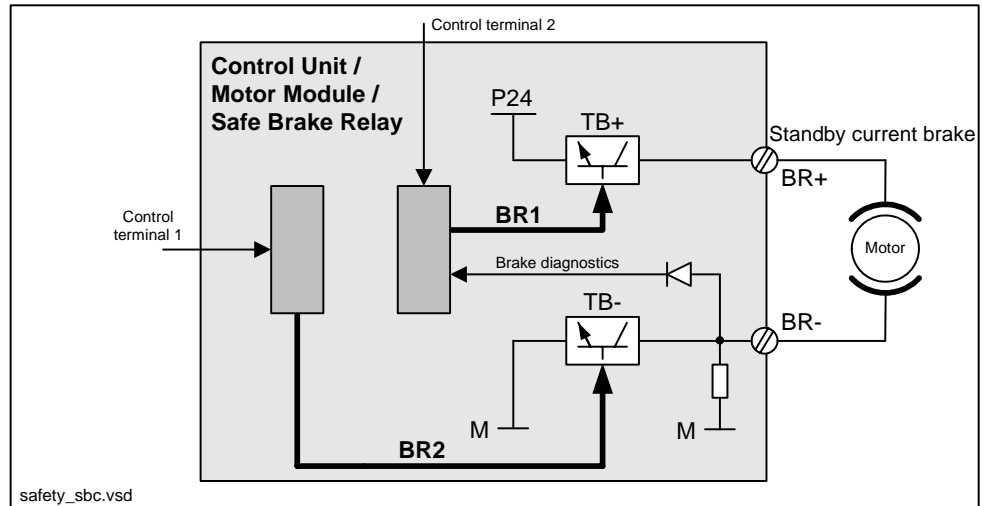 Control terminal 2
Control Unit /
Motor Module /
Safe Brake Relay
P24
TB+
Standby current brake
BR+
BR1
Control
terminal 1
Motor
Brake diagnostics
TB-
BR-
M
M
BR2
safety_sbc.vsd